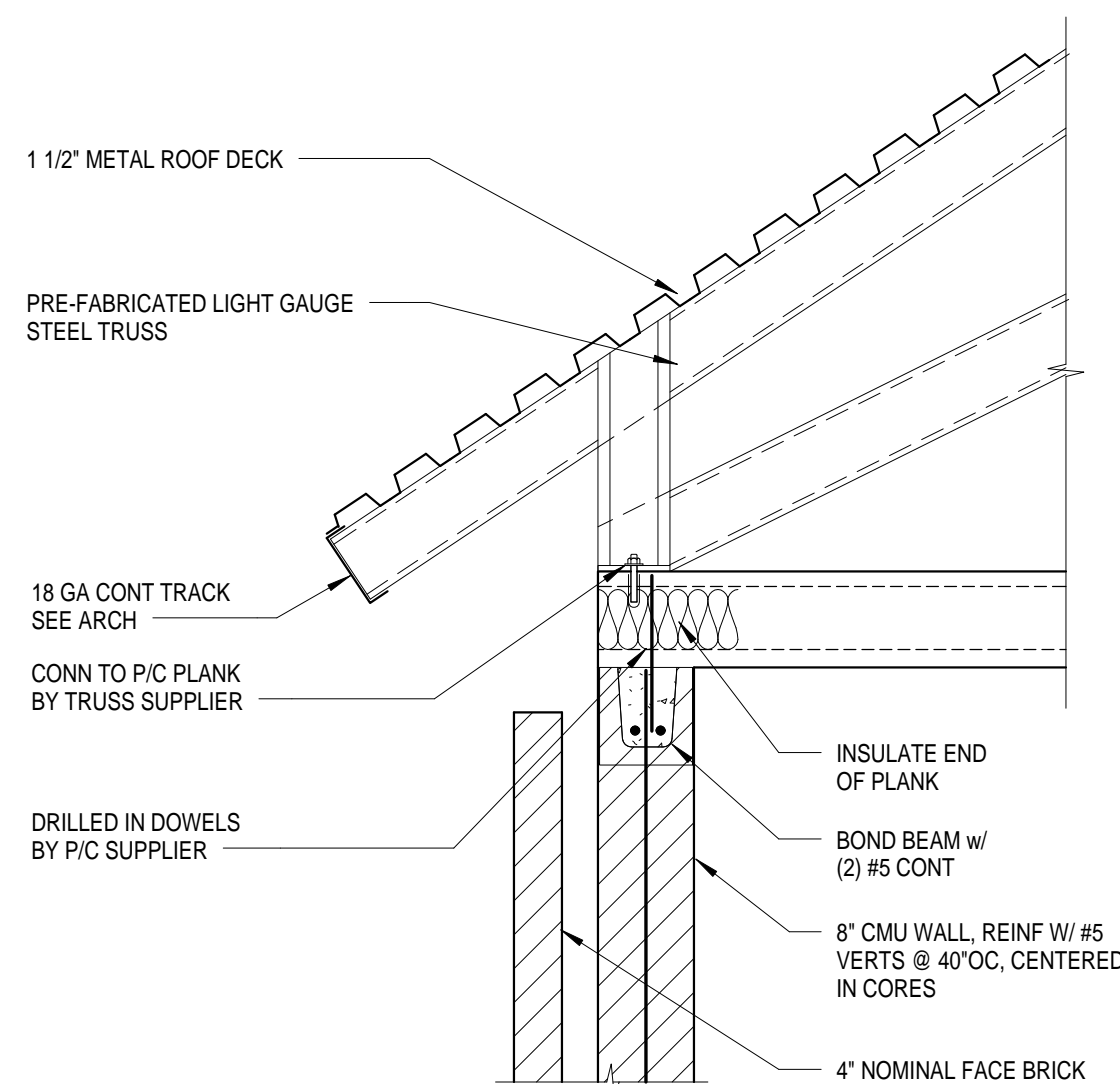 1 1/2" METAL ROOF DECK
PRE-FABRICATED LIGHT GAUGE
STEEL TRUSS
18 GA CONT TRACK
SEE ARCH
CONN TO P/C PLANK
BY TRUSS SUPPLIER
DRILLED IN DOWELS
BY P/C SUPPLIER
INSULATE END
OF PLANK
BOND BEAM w/
(2) #5 CONT
8" CMU WALL, REINF W/ #5
VERTS @ 40"OC, CENTERED
IN CORES
4" NOMINAL FACE BRICK